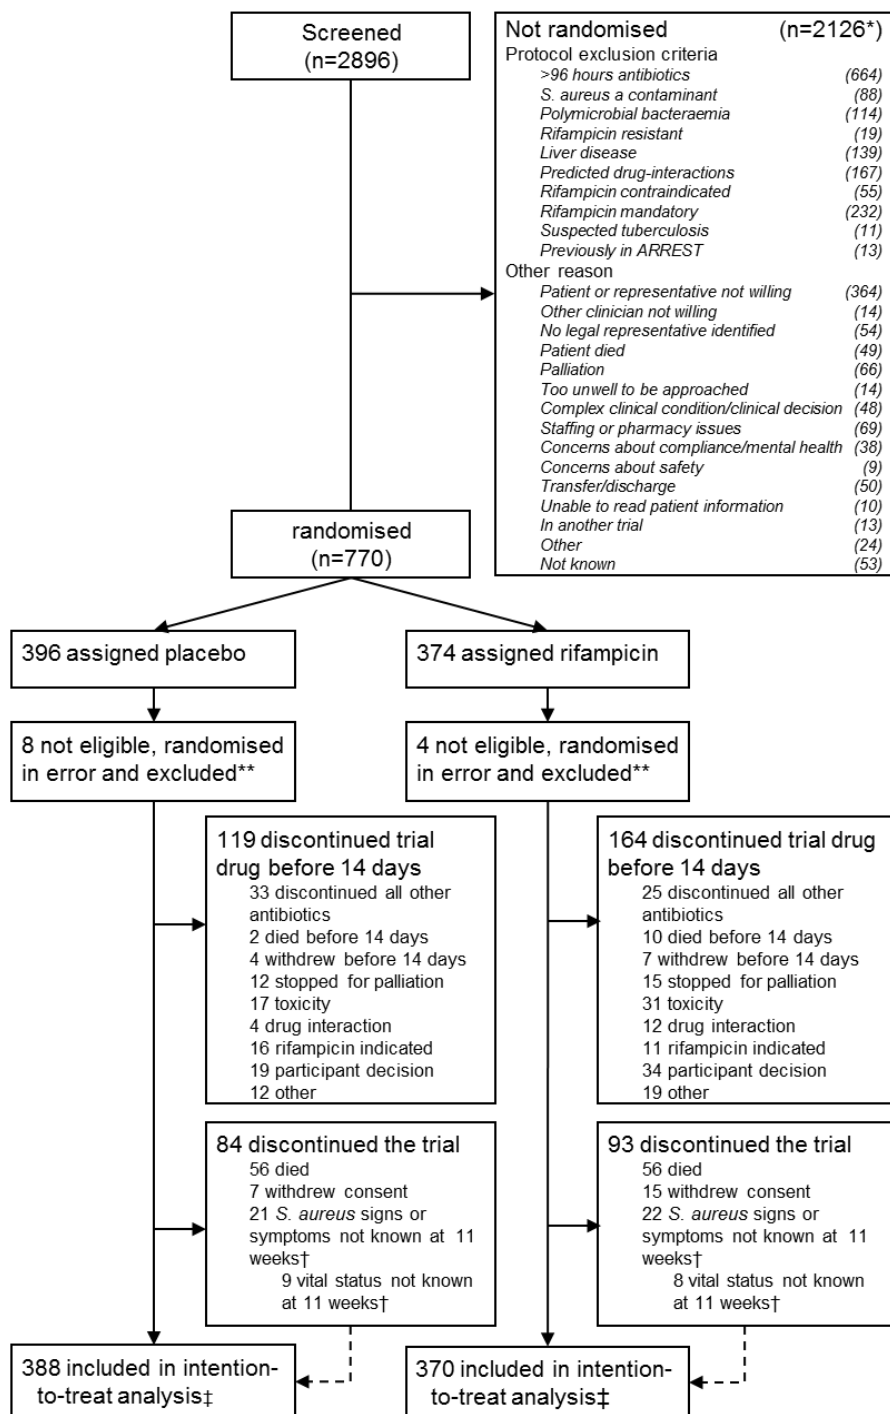 Screened
(n=2896)
Not randomised (n=2126*)
Protocol exclusion criteria
>96 hours antibiotics (664)
S. aureus a contaminant (88)
Polymicrobial bacteraemia (114)
Rifampicin resistant (19)
Liver disease (139)
Predicted drug-interactions (167)
Rifampicin contraindicated (55)
Rifampicin mandatory (232)
Suspected tuberculosis (11)
Previously in ARREST (13)
Other reason
Patient or representative not willing (364)
Other clinician not willing (14)
No legal representative identified (54)
Patient died (49)
Palliation (66)
Too unwell to be approached (14)
Complex clinical condition/clinical decision (48)
Staffing or pharmacy issues (69)
Concerns about compliance/mental health (38)
Concerns about safety (9)
Transfer/discharge (50)
Unable to read patient information (10)
In another trial (13)
Other (24)
Not known (53)
randomised
(n=770)
396 assigned placebo
374 assigned rifampicin
8 not eligible, randomised
in error and excluded**
4 not eligible, randomised
in error and excluded**
119 discontinued trial
drug before 14 days
33 discontinued all other
antibiotics
2 died before 14 days
4 withdrew before 14 days
12 stopped for palliation
17 toxicity
4 drug interaction
16 rifampicin indicated
19 participant decision
12 other
164 discontinued trial drug
before 14 days
25 discontinued all other
antibiotics
10 died before 14 days
7 withdrew before 14 days
15 stopped for palliation
31 toxicity
12 drug interaction
11 rifampicin indicated
34 participant decision
19 other
84 discontinued the trial
56 died
7 withdrew consent
21 S. aureus signs or
symptoms not known at 11
weeks†
9 vital status not known
at 11 weeks†
93 discontinued the trial
56 died
15 withdrew consent
22 S. aureus signs or
symptoms not known at 11
weeks†
8 vital status not known
at 11 weeks†
388 included in intention-
to-treat analysis‡
370 included in intention-
to-treat analysis‡